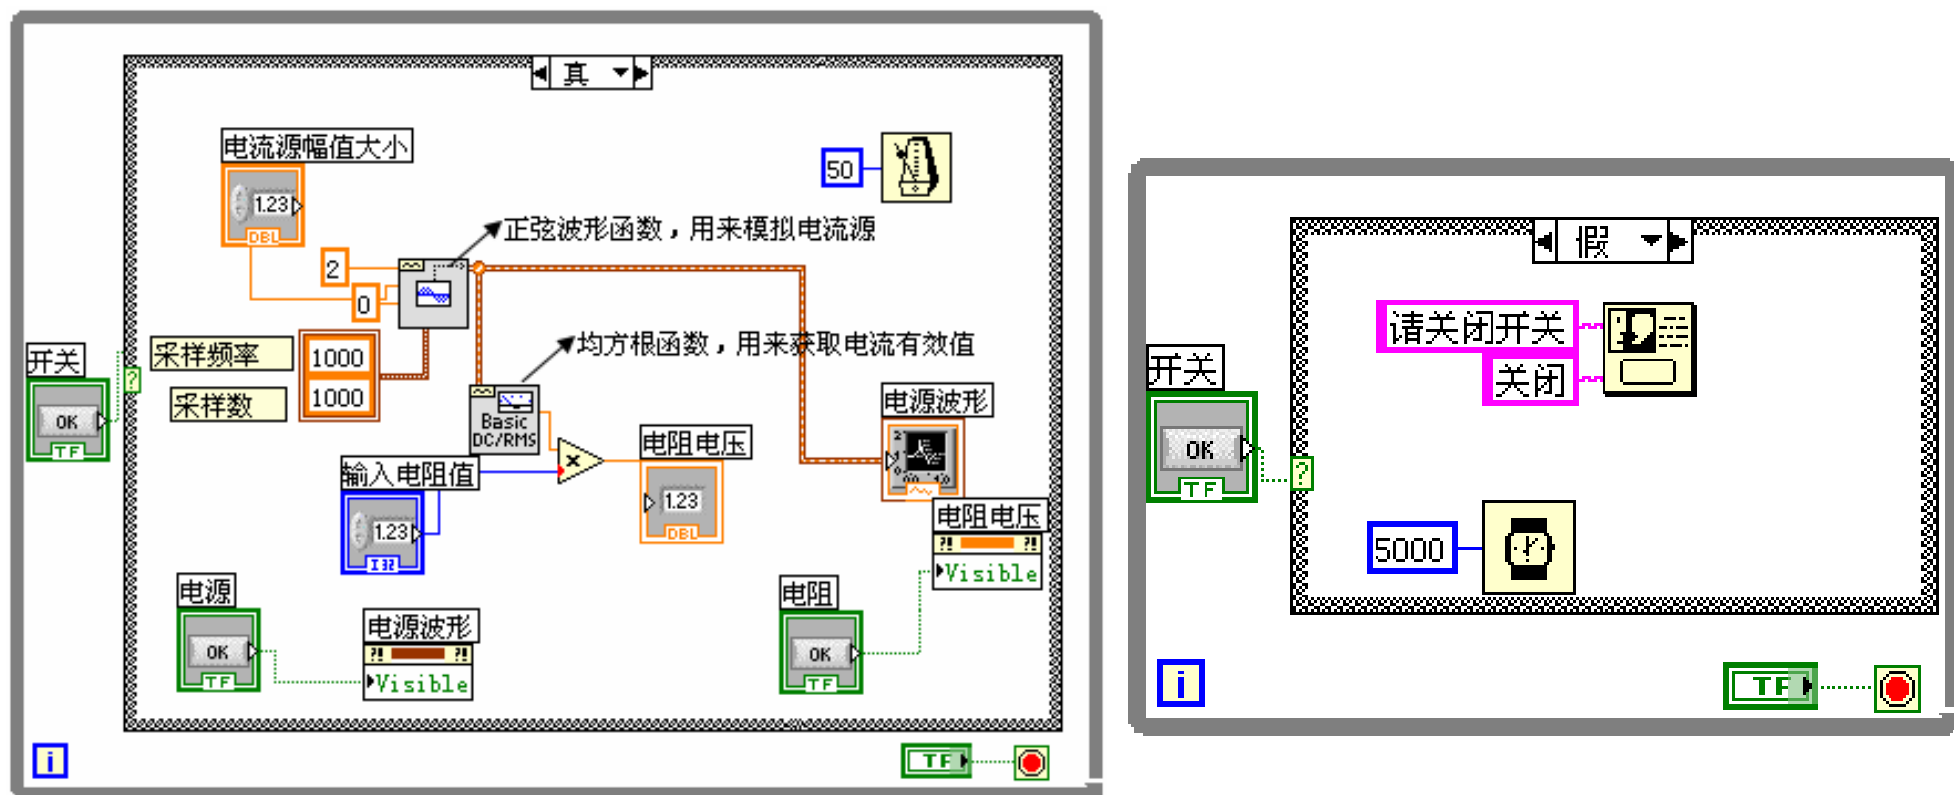 真
电流源幅值大小
1.23
DBL
50
正弦波形函数，用来模拟电流源
2
0
均方根函数，用来获取电流有效值
开关
OK
TF
?
采样频率
1000
采样数
1000
Basic
DC/RMS
电源波形
电阻电压
1.23
DBL
输入电阻值
1.23
I32
电阻电压
?! ?!
Visible
电源
OK
TF
电源波形
?! ?!
Visible
电阻
OK
TF
i
TF
假
请关闭开关
关闭
开关
OK
TF
?
5000
i
TF